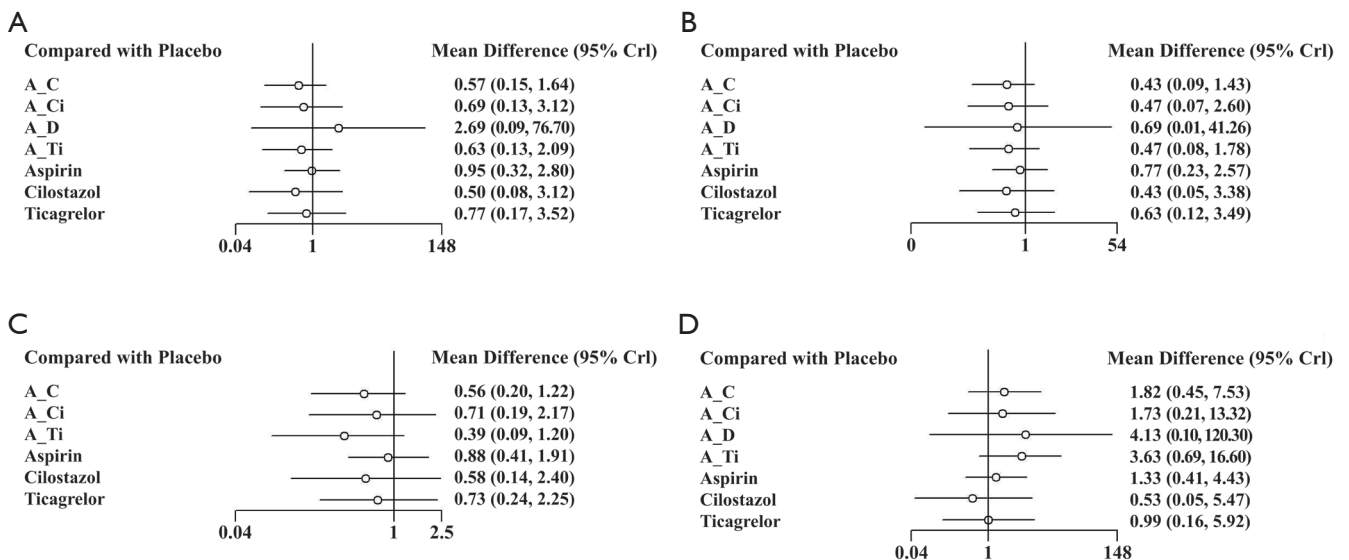 A
Compared with Placebo Mean Difference (95% Crl)
A_C 0.57 (0.15, 1.64)
A_Ci 0.69 (0.13, 3.12)
A_D 2.69 (0.09, 76.70)
A_Ti 0.63 (0.13, 2.09)
Aspirin 0.95 (0.32, 2.80)
Cilostazol 0.50 (0.08, 3.12)
Ticagrelor 0.77 (0.17, 3.52)
0.04 1 148
B
Compared with Placebo Mean Difference (95% Crl)
A_C 0.43 (0.09, 1.43)
A_Ci 0.47 (0.07, 2.60)
A_D 0.69 (0.01, 41.26)
A_Ti 0.47 (0.08, 1.78)
Aspirin 0.77 (0.23, 2.57)
Cilostazol 0.43 (0.05, 3.38)
Ticagrelor 0.63 (0.12, 3.49)
0 1 54
C
Compared with Placebo Mean Difference (95% Crl)
A_C 0.56 (0.20, 1.22)
A_Ci 0.71 (0.19, 2.17)
A_Ti 0.39 (0.09, 1.20)
Aspirin 0.88 (0.41, 1.91)
Cilostazol 0.58 (0.14, 2.40)
Ticagrelor 0.73 (0.24, 2.25)
0.04 1 2.5
D
Compared with Placebo Mean Difference (95% Crl)
A_C 1.82 (0.45, 7.53)
A_Ci 1.73 (0.21, 13.32)
A_D 4.13 (0.10, 120.30)
A_Ti 3.63 (0.69, 16.60)
Aspirin 1.33 (0.41, 4.43)
Cilostazol 0.53 (0.05, 5.47)
Ticagrelor 0.99 (0.16, 5.92)
0.04 1 148